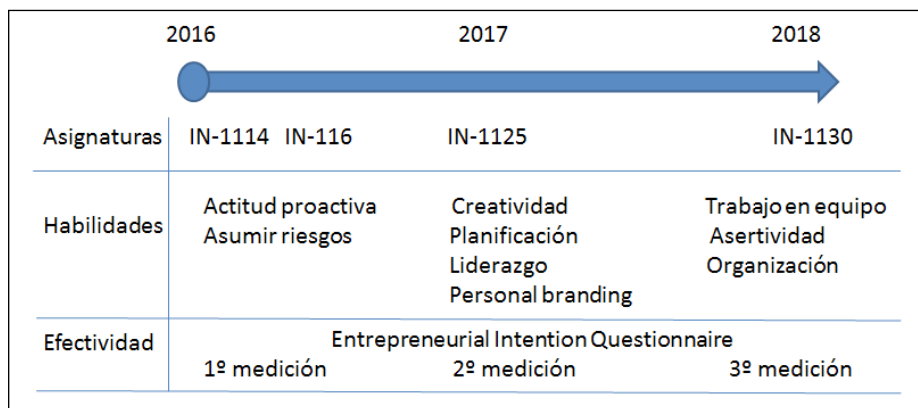 2016 2017 2018
Asignaturas IN-1114 IN-116 IN-1125 IN-1130
Habilidades
Actitud proactiva
Asumir riesgos
Creatividad
Planificación
Liderazgo
Personal branding
Trabajo en equipo
Asertividad
Organización
Efectividad
Entrepreneurial Intention Questionnaire
1º medición 2º medición 3º medición